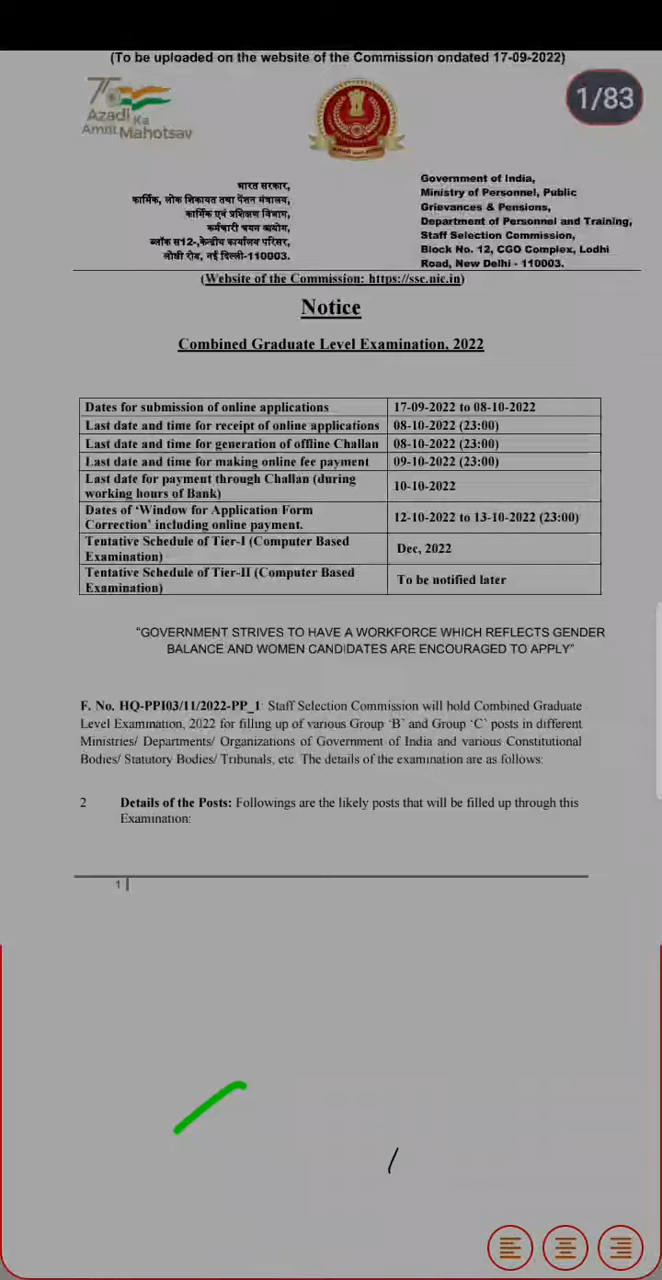 (To be uploaded on the website of the Commission ondated 17-09-2022)
Azadi Ka
Amrit Mahotsav
1/83
भारत सरकार,
कार्मिक, लोक शिकायत तथा पेंशन मंत्रालय,
कार्मिक एवं प्रशिक्षण विभाग,
कर्मचारी चयन आयोग,
ब्लॉक स12-,केन्द्रीय कार्यालय परिसर,
लोधी रोड, नई दिल्ली-110003.
Government of India,
Ministry of Personnel, Public
Grievances & Pensions,
Department of Personnel and Training,
Staff Selection Commission,
Block No. 12, CGO Complex, Lodhi
Road, New Delhi - 110003.
(Website of the Commission: https://ssc.nic.in)
Notice
Combined Graduate Level Examination, 2022
Dates for submission of online applications 17-09-2022 to 08-10-2022
Last date and time for receipt of online applications 08-10-2022 (23:00)
Last date and time for generation of offline Challan 08-10-2022 (23:00)
Last date and time for making online fee payment 09-10-2022 (23:00)
Last date for payment through Challan (during
working hours of Bank) 10-10-2022
Dates of ‘Window for Application Form
Correction’ including online payment. 12-10-2022 to 13-10-2022 (23:00)
Tentative Schedule of Tier-I (Computer Based
Examination) Dec, 2022
Tentative Schedule of Tier-II (Computer Based
Examination) To be notified later
“GOVERNMENT STRIVES TO HAVE A WORKFORCE WHICH REFLECTS GENDER
BALANCE AND WOMEN CANDIDATES ARE ENCOURAGED TO APPLY”
F. No. HQ-PPI03/11/2022-PP_1: Staff Selection Commission will hold Combined Graduate
Level Examination, 2022 for filling up of various Group ‘B’ and Group ‘C’ posts in different
Ministries/ Departments/ Organizations of Government of India and various Constitutional
Bodies/ Statutory Bodies/ Tribunals, etc. The details of the examination are as follows:
2 Details of the Posts: Followings are the likely posts that will be filled up through this
Examination:
1 |